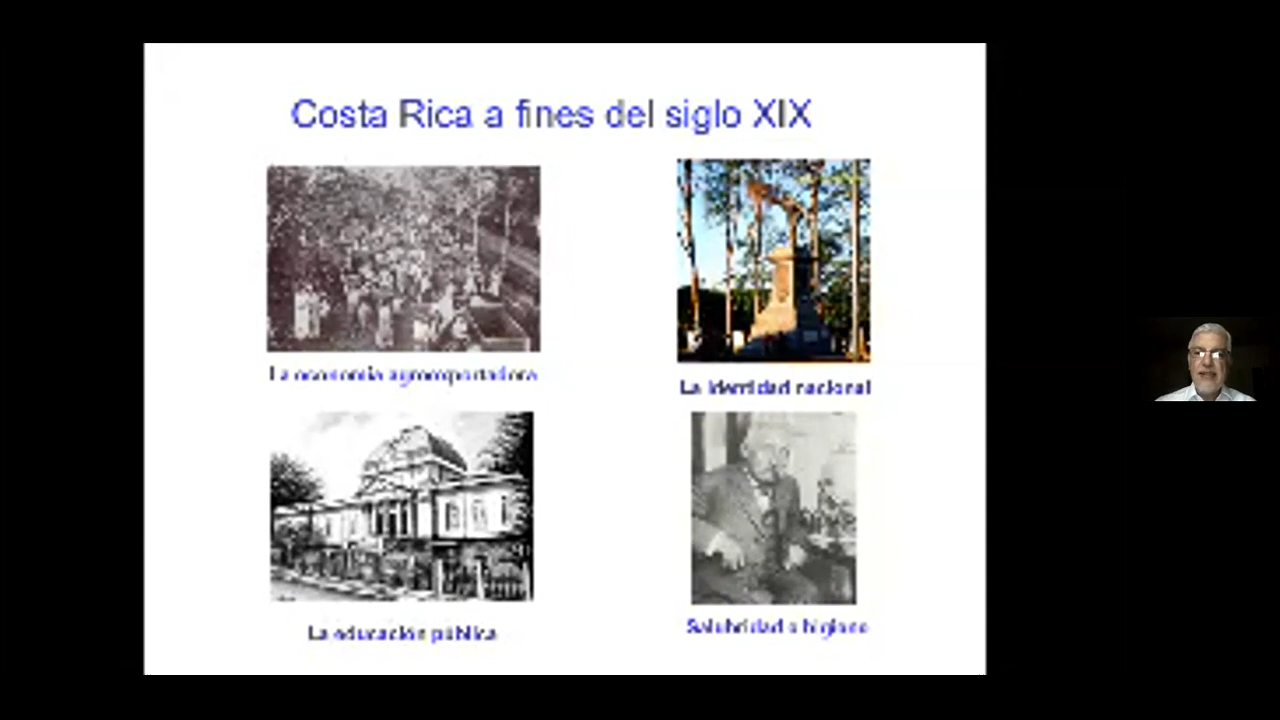 Costa Rica a fines del siglo XIX
La economía agroexportadora
La identidad nacional
La educación pública
Salubridad e higiene